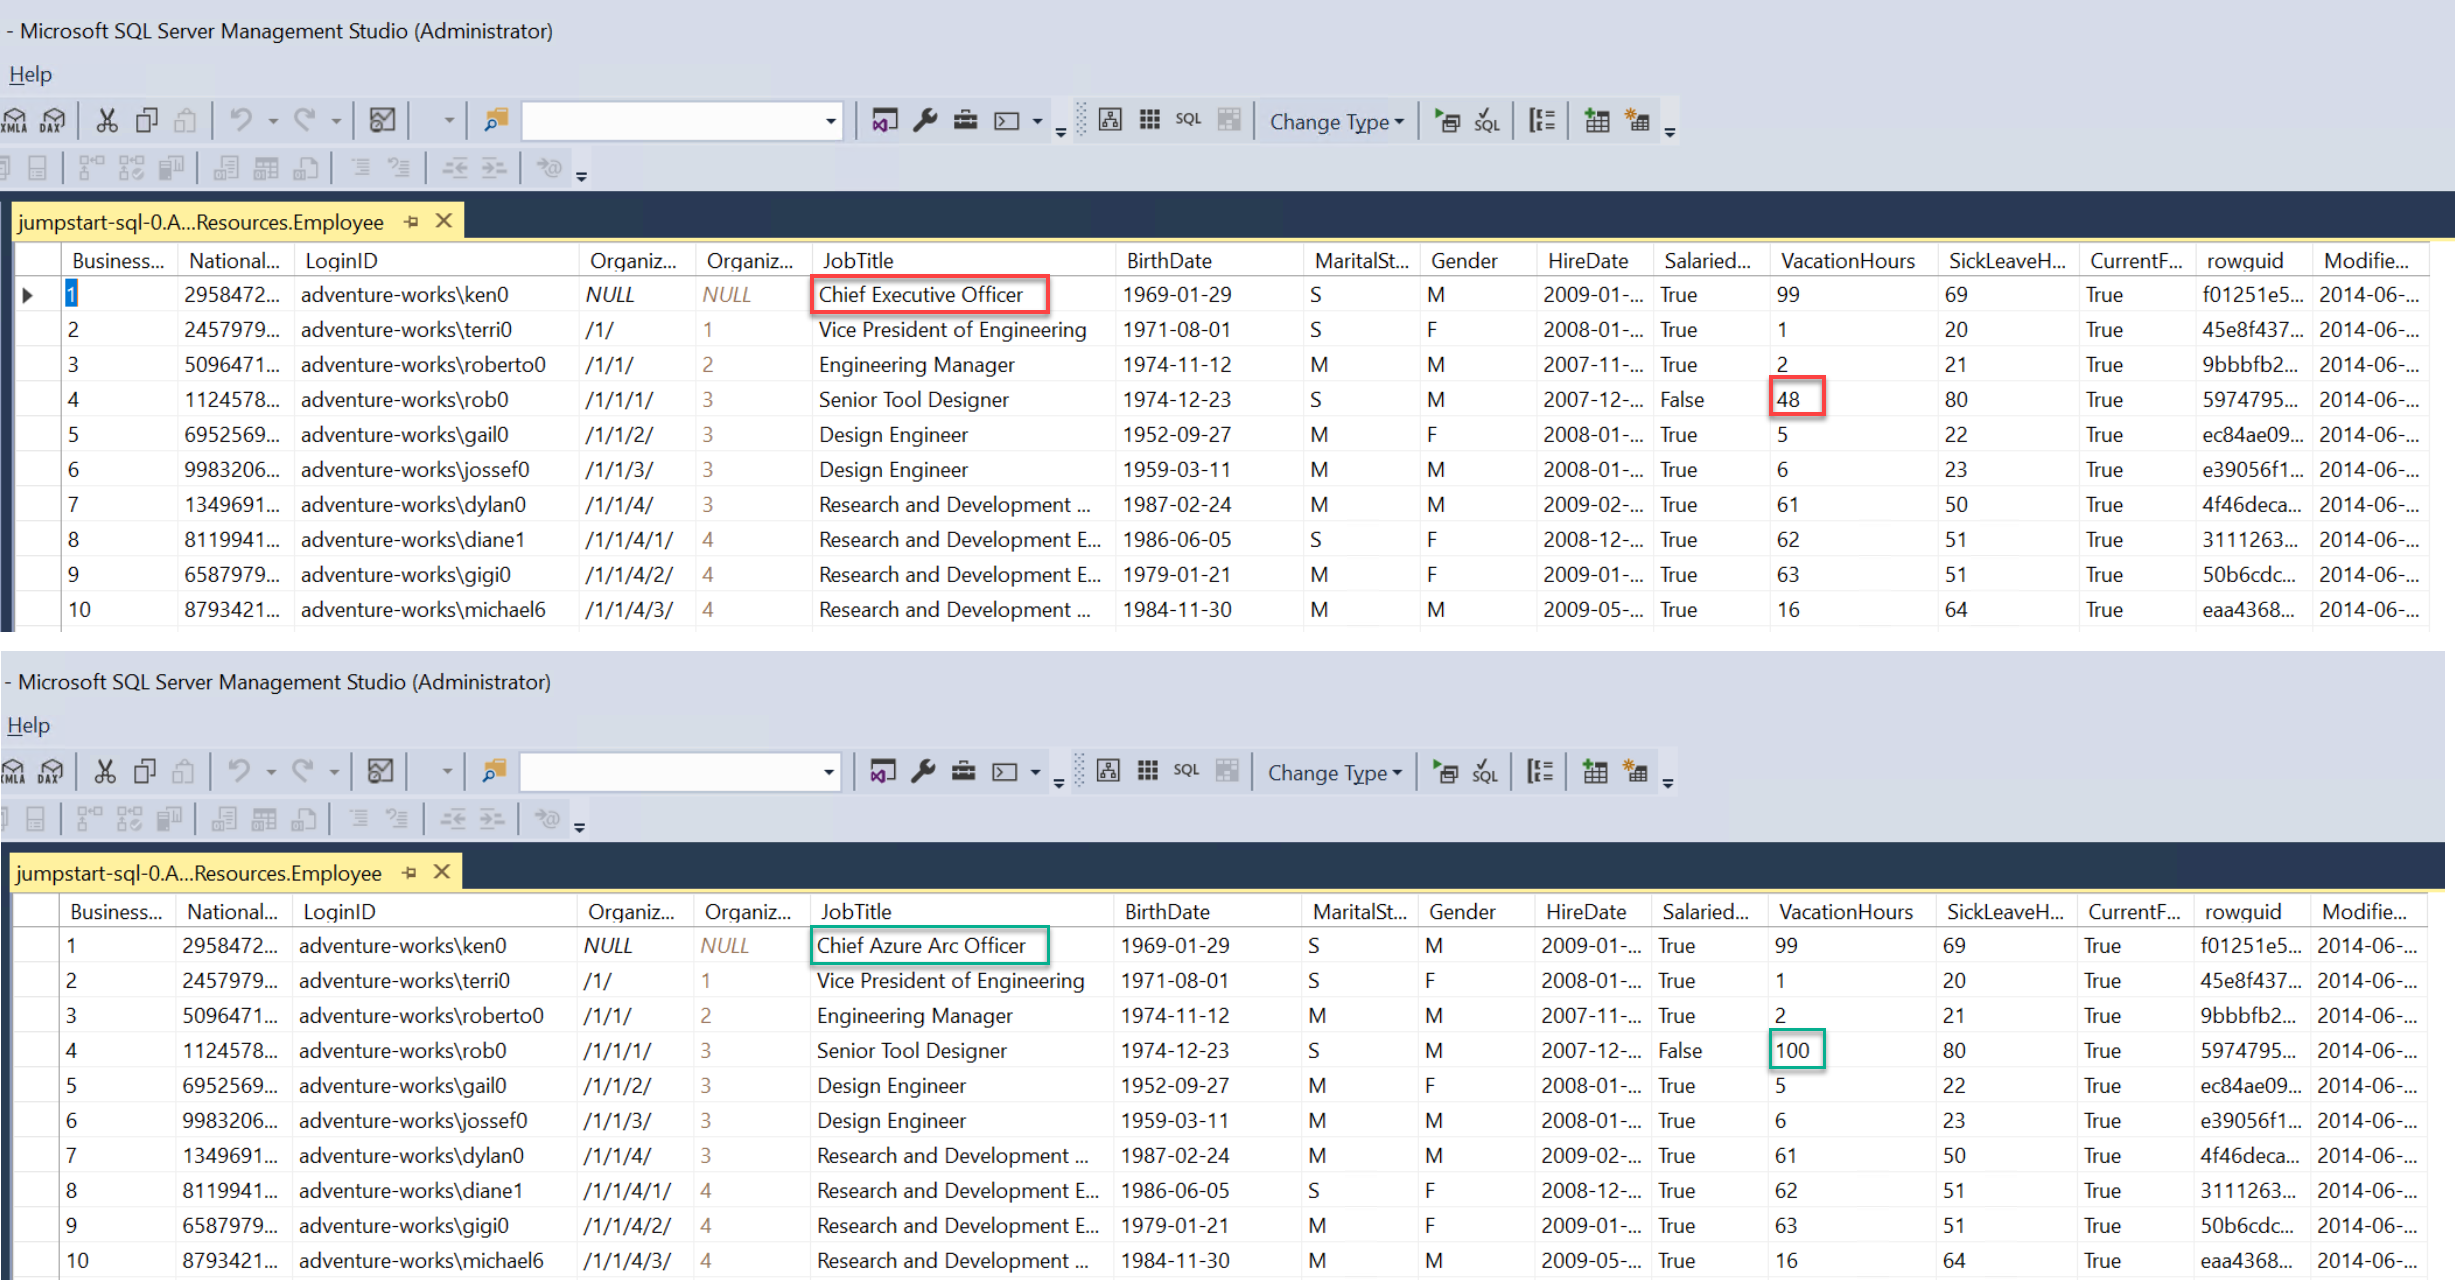 - Microsoft SQL Server Management Studio (Administrator)
Help
XMLA DAX SQL Change Type SQL
jumpstart-sql-0.A...Resources.Employee
Business... National... LoginID Organiz... Organiz... JobTitle BirthDate MaritalSt... Gender HireDate Salaried... VacationHours SickLeaveH... CurrentF... rowguid Modifie...
1 2958472... adventure-works\ken0 NULL NULL Chief Executive Officer 1969-01-29 S M 2009-01-... True 99 69 True f01251e5... 2014-06-...
2 2457979... adventure-works\terri0 /1/ 1 Vice President of Engineering 1971-08-01 S F 2008-01-... True 1 20 True 45e8f437... 2014-06-...
3 5096471... adventure-works\roberto0 /1/1/ 2 Engineering Manager 1974-11-12 M M 2007-11-... True 2 21 True 9bbbfb2... 2014-06-...
4 1124578... adventure-works\rob0 /1/1/1/ 3 Senior Tool Designer 1974-12-23 S M 2007-12-... False 48 80 True 5974795... 2014-06-...
5 6952569... adventure-works\gail0 /1/1/2/ 3 Design Engineer 1952-09-27 M F 2008-01-... True 5 22 True ec84ae09... 2014-06-...
6 9983206... adventure-works\jossef0 /1/1/3/ 3 Design Engineer 1959-03-11 M M 2008-01-... True 6 23 True e39056f1... 2014-06-...
7 1349691... adventure-works\dylan0 /1/1/4/ 3 Research and Development ... 1987-02-24 M M 2009-02-... True 61 50 True 4f46deca... 2014-06-...
8 8119941... adventure-works\diane1 /1/1/4/1/ 4 Research and Development E... 1986-06-05 S F 2008-12-... True 62 51 True 3111263... 2014-06-...
9 6587979... adventure-works\gigi0 /1/1/4/2/ 4 Research and Development E... 1979-01-21 M F 2009-01-... True 63 51 True 50b6cdc... 2014-06-...
10 8793421... adventure-works\michael6 /1/1/4/3/ 4 Research and Development ... 1984-11-30 M M 2009-05-... True 16 64 True eaa4368... 2014-06-...
- Microsoft SQL Server Management Studio (Administrator)
Help
XMLA DAX SQL Change Type SQL
jumpstart-sql-0.A...Resources.Employee
Business... National... LoginID Organiz... Organiz... JobTitle BirthDate MaritalSt... Gender HireDate Salaried... VacationHours SickLeaveH... CurrentF... rowguid Modifie...
1 2958472... adventure-works\ken0 NULL NULL Chief Azure Arc Officer 1969-01-29 S M 2009-01-... True 99 69 True f01251e5... 2014-06-...
2 2457979... adventure-works\terri0 /1/ 1 Vice President of Engineering 1971-08-01 S F 2008-01-... True 1 20 True 45e8f437... 2014-06-...
3 5096471... adventure-works\roberto0 /1/1/ 2 Engineering Manager 1974-11-12 M M 2007-11-... True 2 21 True 9bbbfb2... 2014-06-...
4 1124578... adventure-works\rob0 /1/1/1/ 3 Senior Tool Designer 1974-12-23 S M 2007-12-... False 100 80 True 5974795... 2014-06-...
5 6952569... adventure-works\gail0 /1/1/2/ 3 Design Engineer 1952-09-27 M F 2008-01-... True 5 22 True ec84ae09... 2014-06-...
6 9983206... adventure-works\jossef0 /1/1/3/ 3 Design Engineer 1959-03-11 M M 2008-01-... True 6 23 True e39056f1... 2014-06-...
7 1349691... adventure-works\dylan0 /1/1/4/ 3 Research and Development ... 1987-02-24 M M 2009-02-... True 61 50 True 4f46deca... 2014-06-...
8 8119941... adventure-works\diane1 /1/1/4/1/ 4 Research and Development E... 1986-06-05 S F 2008-12-... True 62 51 True 3111263... 2014-06-...
9 6587979... adventure-works\gigi0 /1/1/4/2/ 4 Research and Development E... 1979-01-21 M F 2009-01-... True 63 51 True 50b6cdc... 2014-06-...
10 8793421... adventure-works\michael6 /1/1/4/3/ 4 Research and Development ... 1984-11-30 M M 2009-05-... True 16 64 True eaa4368... 2014-06-...